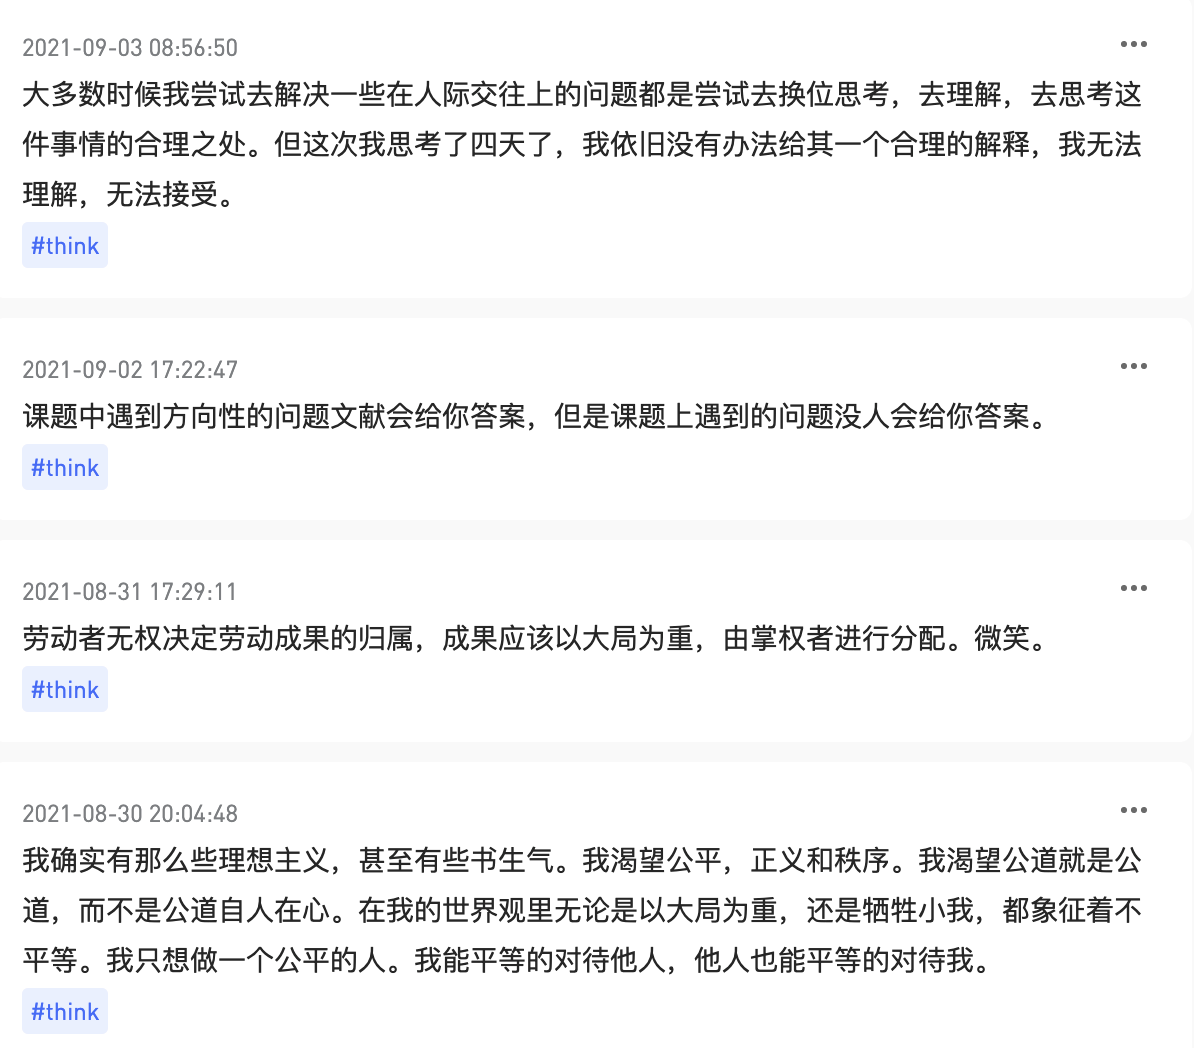 2021-09-03 08:56:50
大多数时候我尝试去解决一些在人际交往上的问题都是尝试去换位思考，去理解，去思考这
件事情的合理之处。但这次我思考了四天了，我依旧没有办法给其一个合理的解释，我无法
理解，无法接受。
#think
2021-09-02 17:22:47
课题中遇到方向性的问题文献会给你答案，但是课题上遇到的问题没人会给你答案。
#think
2021-08-31 17:29:11
劳动者无权决定劳动成果的归属，成果应该以大局为重，由掌权者进行分配。微笑。
#think
2021-08-30 20:04:48
我确实有那么些理想主义，甚至有些书生气。我渴望公平，正义和秩序。我渴望公道就是公
道，而不是公道自人在心。在我的世界观里无论是以大局为重，还是牺牲小我，都象征着不
平等。我只想做一个公平的人。我能平等的对待他人，他人也能平等的对待我。
#think